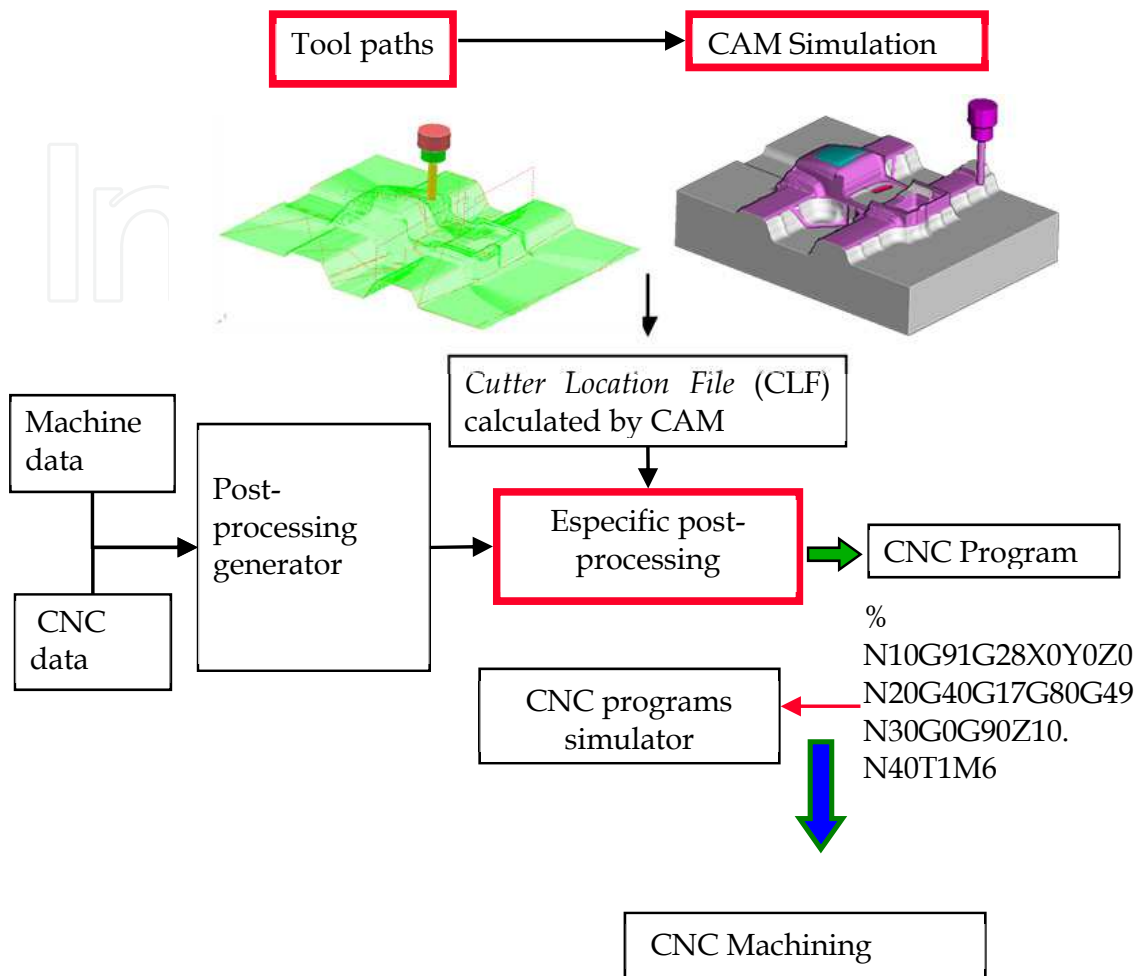 Tool paths
CAM Simulation
In
Cutter Location File (CLF)
calculated by CAM
Machine
data
Post-
processing
generator
Especific post-
processing
CNC Program
CNC
data
%
N10G91G28X0Y0Z0
N20G40G17G80G49
N30G0G90Z10.
N40T1M6
CNC programs
simulator
CNC Machining